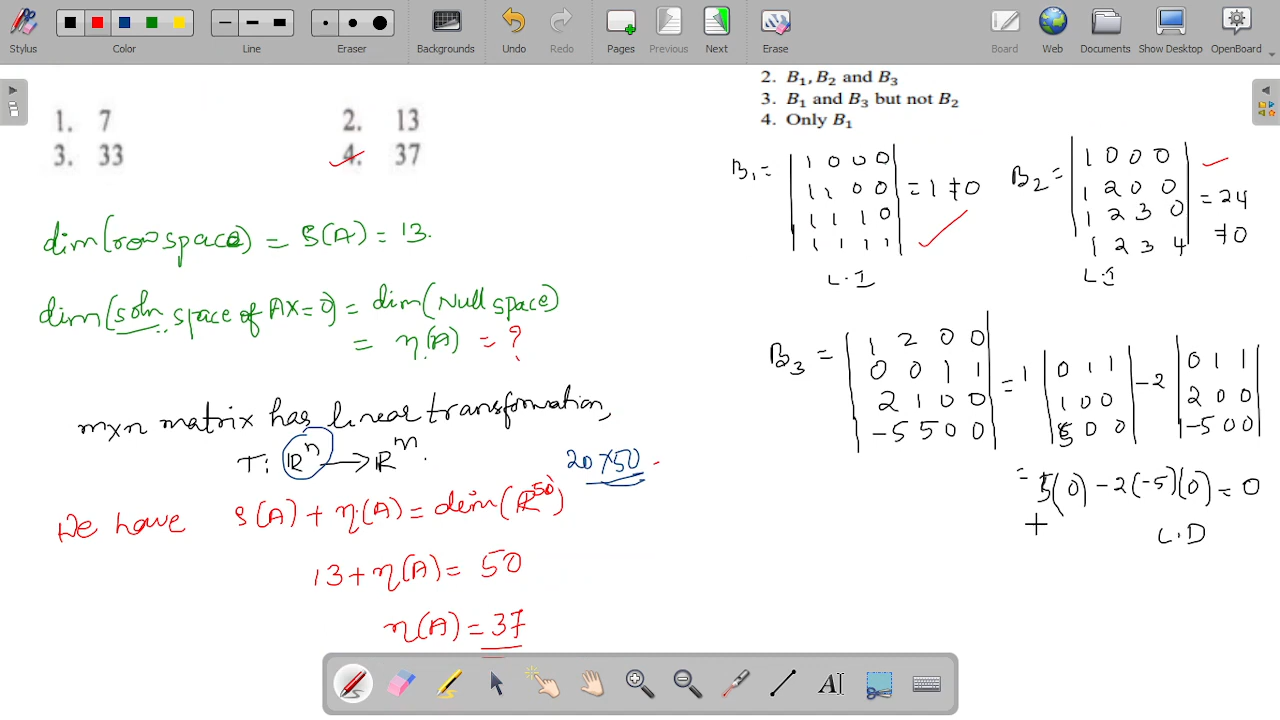 Stylus
Color
Line
Eraser
Backgrounds
Undo
Redo
Pages
Previous
Next
Erase
Board
Web
Documents
Show Desktop
OpenBoard
1. 7
2. 13
3. 33
4. 37
dim(row space) = ρ(A) = 13.
dim(soln. space of AX=0) = dim(Null space)
= η(A) = ?
mxn matrix has linear transformation,
T: ℝⁿ → ℝᵐ.
20 × 50
We have ρ(A) + η(A) = dim(ℝ⁵⁰)
13 + η(A) = 50
η(A) = 37
2. B₁, B₂ and B₃
3. B₁ and B₃ but not B₂
4. Only B₁
B₁ = | 1 0 0 0 | = 1 ≠ 0
| 1 1 0 0 |
| 1 1 1 0 |
| 1 1 1 1 |
L.I
B₂ = | 1 0 0 0 | = 24
| 1 2 0 0 | ≠ 0
| 1 2 3 0 |
| 1 2 3 4 |
L.I
B₃ = | 1 2 0 0 | = 1 | 0 1 1 | - 2 | 0 1 1 |
| 0 0 1 1 | | 1 0 0 | | 2 0 0 |
| 2 1 0 0 | | 5 0 0 | | -5 0 0 |
| -5 5 0 0 |
= 5(0) - 2(-5)(0) = 0
+
L.D
AI